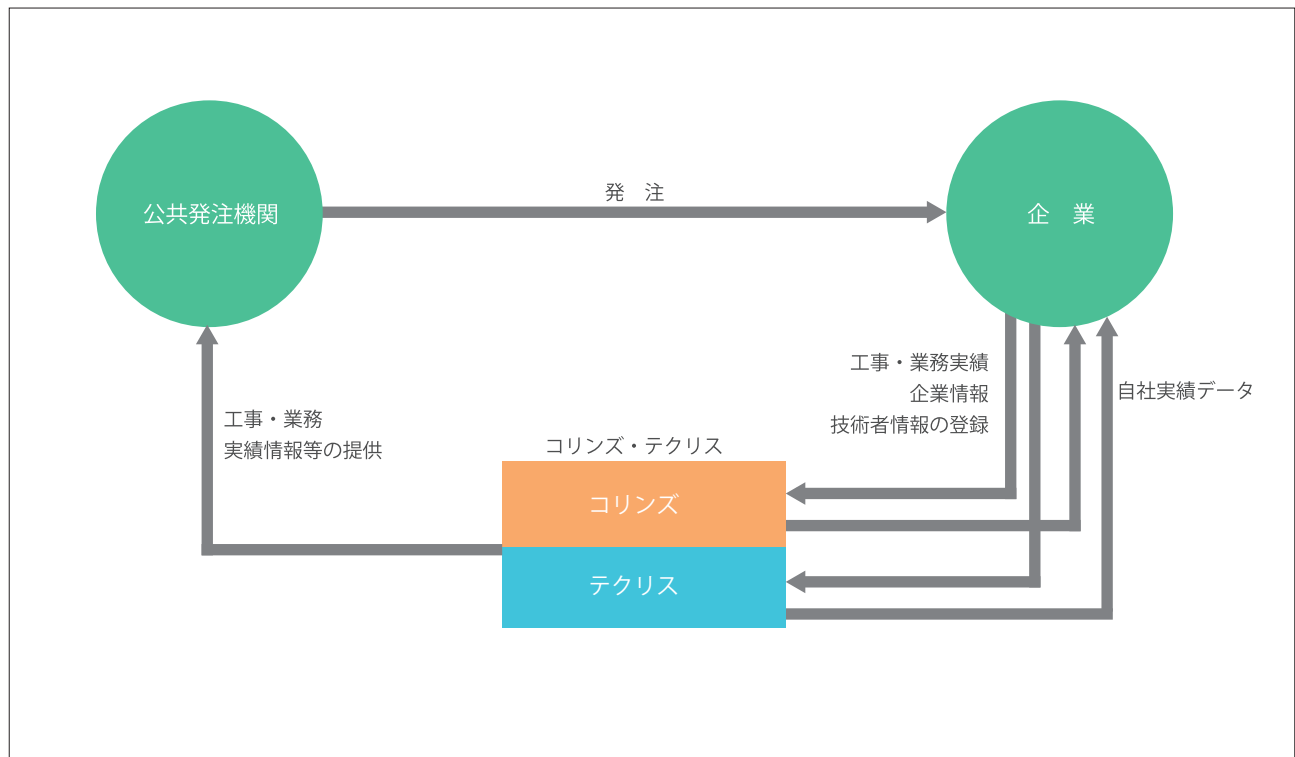 発　注
公共発注機関
企　業
工事・業務実績
企業情報
技術者情報の登録
自社実績データ
工事・業務
実績情報等の提供
コリンズ・テクリス
コリンズ
テクリス